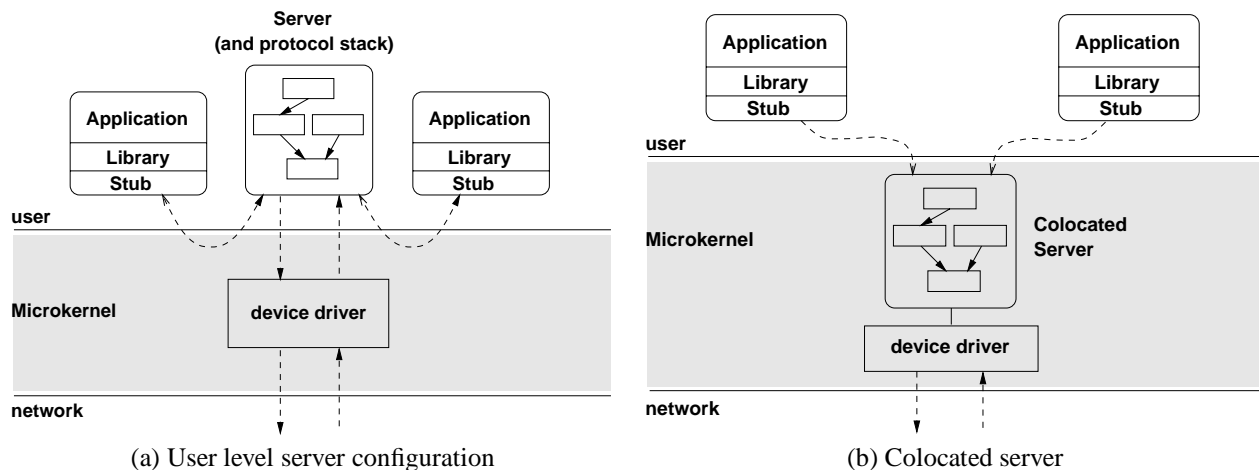 Server
(and protocol stack)
Application
Library
Stub
Application
Library
Stub
user
Microkernel
device driver
network
(a) User level server configuration
Application
Library
Stub
Application
Library
Stub
user
Microkernel
Colocated
Server
device driver
network
(b) Colocated server